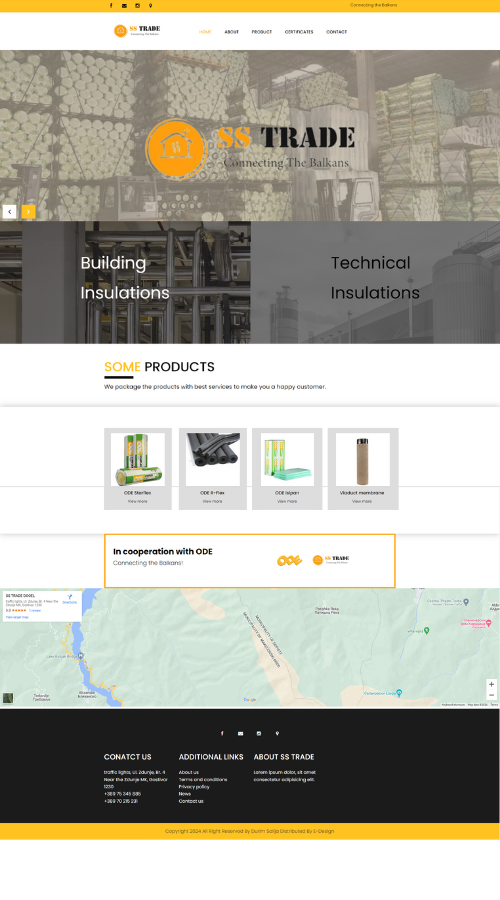 Connecting the Balkans
SS TRADE
Connecting The Balkans
HOME ABOUT PRODUCT CERTIFICATES CONTACT
SS TRADE
Connecting The Balkans
Building
Insulations
Technical
Insulations
SOME PRODUCTS
We package the products with best services to make you a happy customer.
ODE Starflex
View more
ODE R-Flex
View more
ODE Isipan
View more
Viaduct membrane
View more
In cooperation with ODE
Connecting the Balkans!
ODE
SS TRADE
SS TRADE DOOEL
View larger map
MUNICIPALITY OF GOSTIVAR
Google
CONATCT US
traffic lights, Ul. Zdunje, Br. 4
Near the Zdunje MK, Gostivar
1230
+389 75 345 685
+389 70 215 231
ADDITIONAL LINKS
About us
Terms and conditions
Privacy policy
News
Contact us
ABOUT SS TRADE
Lorem ipsum dolor, sit amet
consectetur adipisicing elit.
Copyright 2024 All Right Reserved By Durim Salija Distributed By E-Design